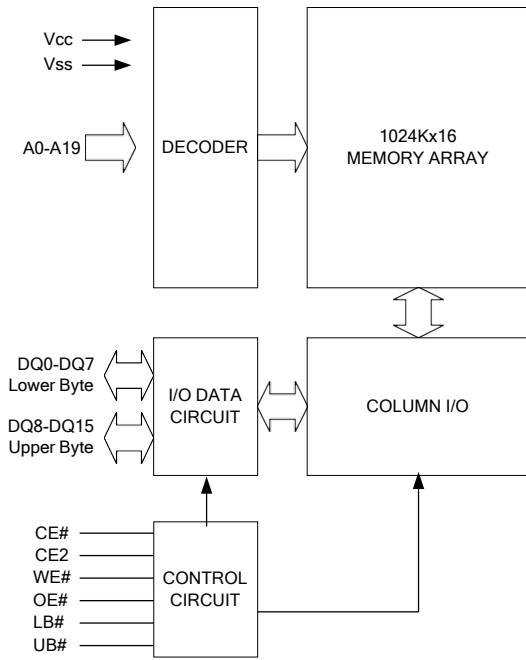 Vcc
Vss
A0-A19
DECODER
1024Kx16
MEMORY ARRAY
DQ0-DQ7
Lower Byte
DQ8-DQ15
Upper Byte
I/O DATA
CIRCUIT
COLUMN I/O
CE#
CE2
WE#
OE#
LB#
UB#
CONTROL
CIRCUIT